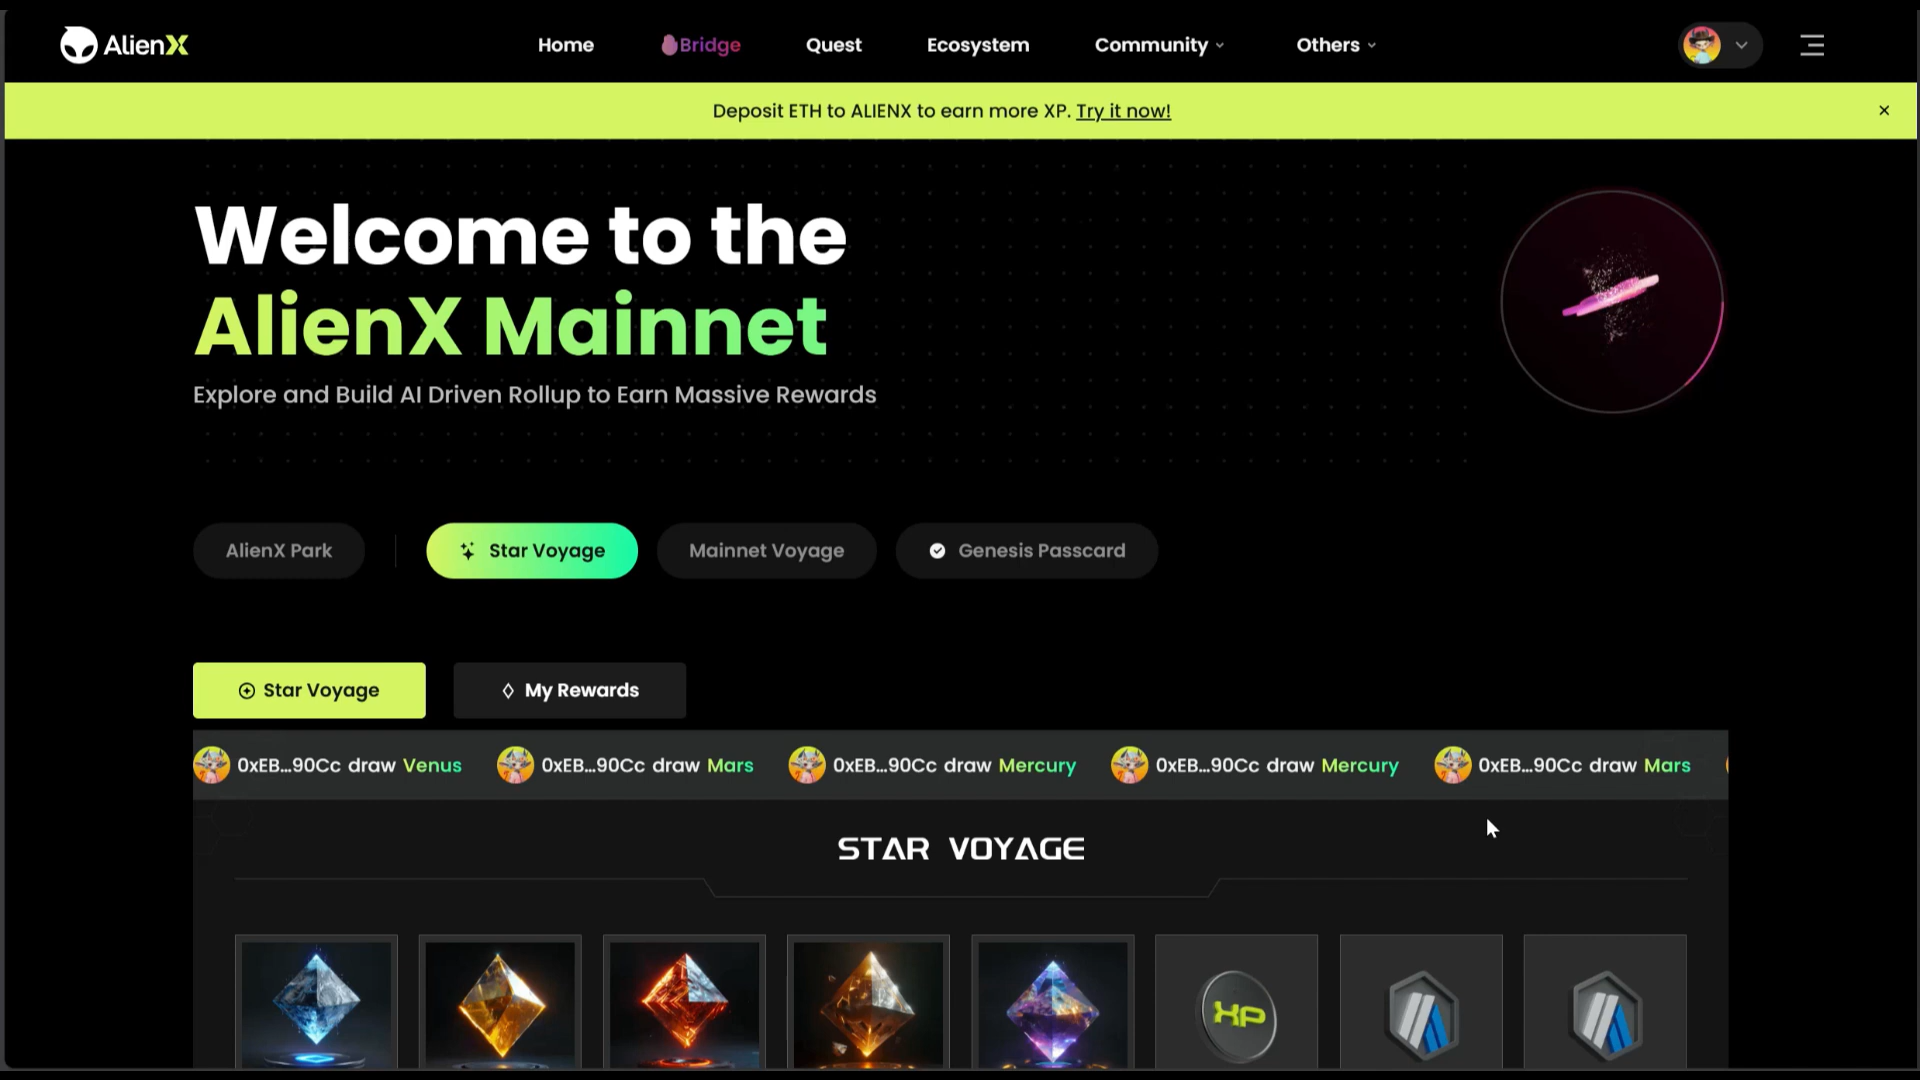 AlienX
Home Bridge Quest Ecosystem Community Others
Deposit ETH to ALIENX to earn more XP. Try it now!
Welcome to the
AlienX Mainnet
Explore and Build AI Driven Rollup to Earn Massive Rewards
AlienX Park Star Voyage Mainnet Voyage Genesis Passcard
Star Voyage My Rewards
0xEB...90Cc draw Venus 0xEB...90Cc draw Mars 0xEB...90Cc draw Mercury 0xEB...90Cc draw Mercury 0xEB...90Cc draw Mars
STAR VOYAGE
XP